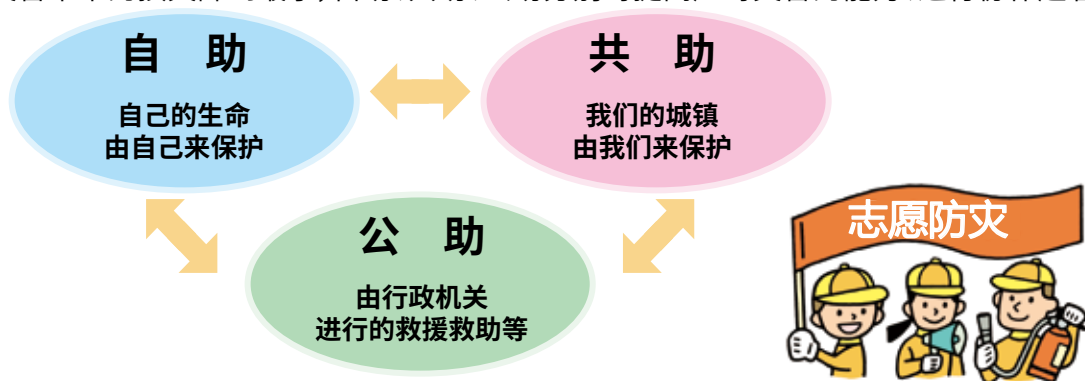 自　助
自己的生命
由自己来保护
共　助
我们的城镇
由我们来保护
公　助
由行政机关
进行的救援救助等
志愿防灾